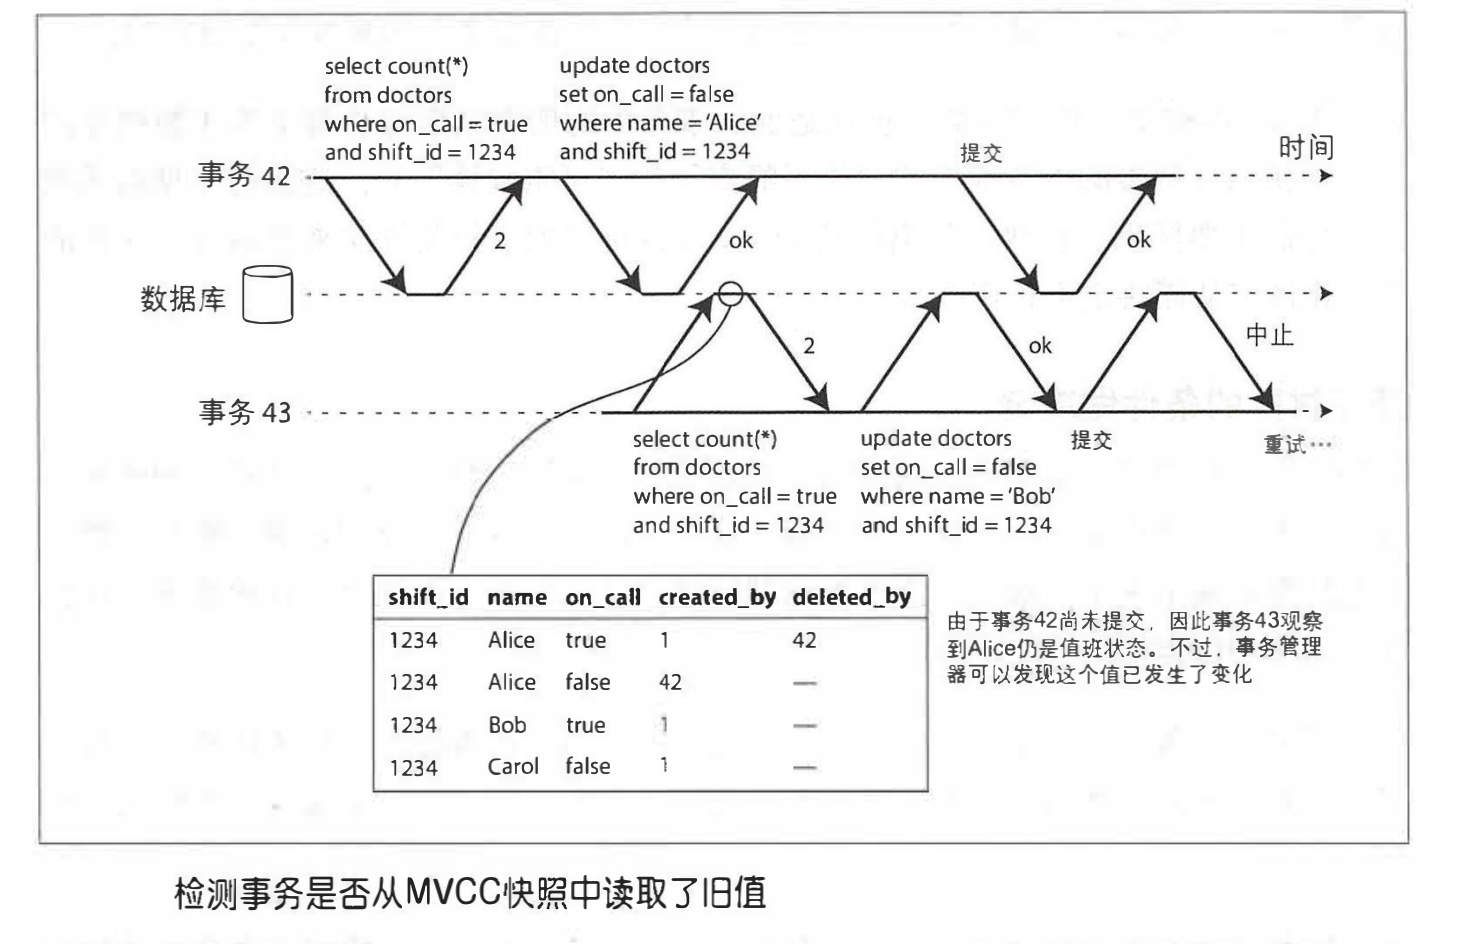 select count(*)
from doctors
where on_call = true
and shift_id = 1234
update doctors
set on_call = false
where name = 'Alice'
and shift_id = 1234
提交
时间
事务 42
2
ok
ok
数据库
2
ok
中止
事务 43
select count(*)
from doctors
where on_call = true
and shift_id = 1234
update doctors
set on_call = false
where name = 'Bob'
and shift_id = 1234
提交
重试…
shift_id name on_call created_by deleted_by
1234 Alice true 1 42
1234 Alice false 42 —
1234 Bob true 1 —
1234 Carol false 1 —
由于事务42尚未提交，因此事务43观察
到Alice仍是值班状态。不过，事务管理
器可以发现这个值已发生了变化
检测事务是否从MVCC快照中读取了旧值